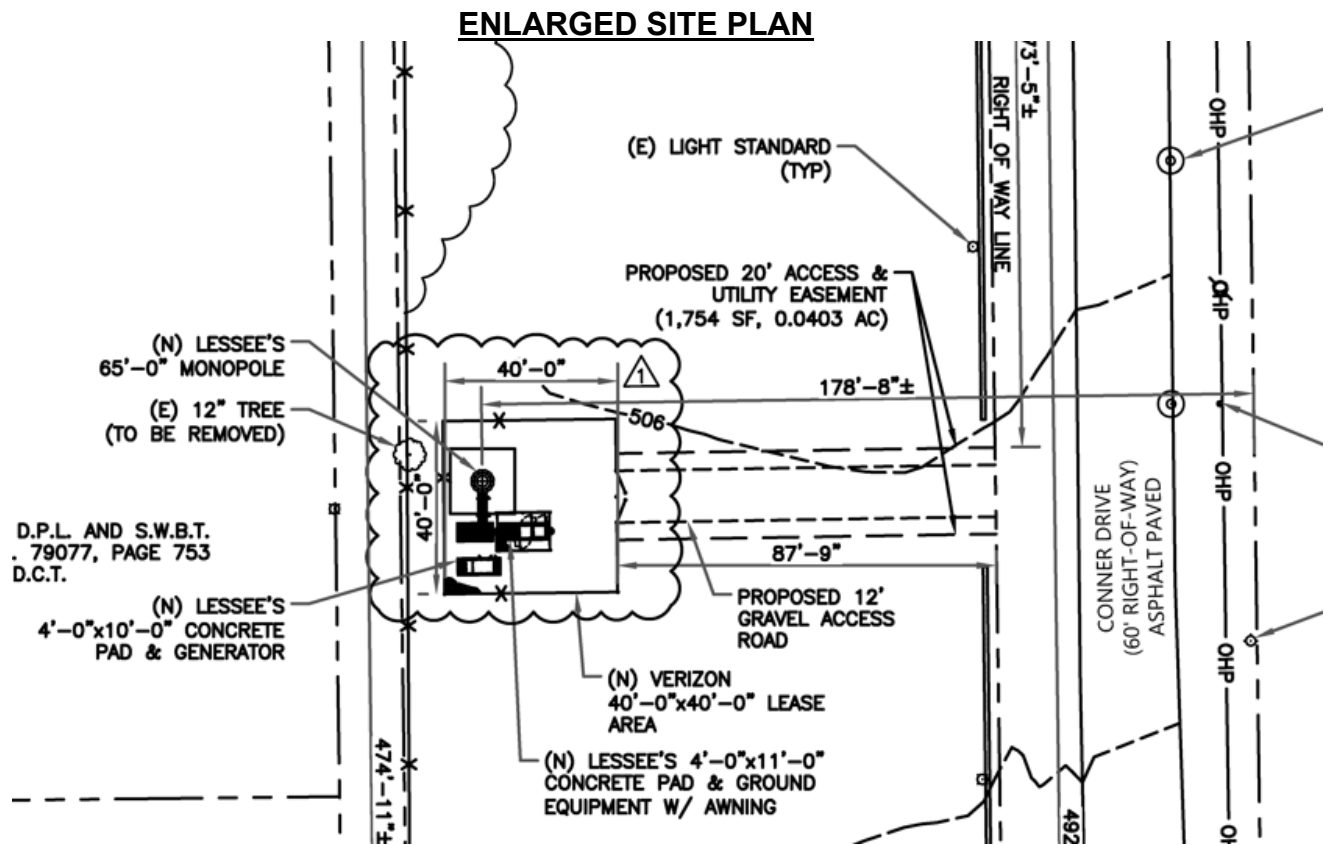 ENLARGED SITE PLAN
73'-5"±
RIGHT OF WAY LINE
OHP
(E) LIGHT STANDARD
(TYP)
PROPOSED 20' ACCESS &
UTILITY EASEMENT
(1,754 SF, 0.0403 AC)
OHP
(N) LESSEE'S
65'-0" MONOPOLE
40'-0"
1
178'-8"±
(E) 12" TREE
(TO BE REMOVED)
506
40'-0"
OHP
CONNER DRIVE
(60' RIGHT-OF-WAY)
ASPHALT PAVED
D.P.L. AND S.W.B.T.
. 79077, PAGE 753
D.C.T.
87'-9"
(N) LESSEE'S
4'-0"x10'-0" CONCRETE
PAD & GENERATOR
PROPOSED 12'
GRAVEL ACCESS
ROAD
OHP
(N) VERIZON
40'-0"x40'-0" LEASE
AREA
(N) LESSEE'S 4'-0"x11'-0"
CONCRETE PAD & GROUND
EQUIPMENT W/ AWNING
474'-11"±
492